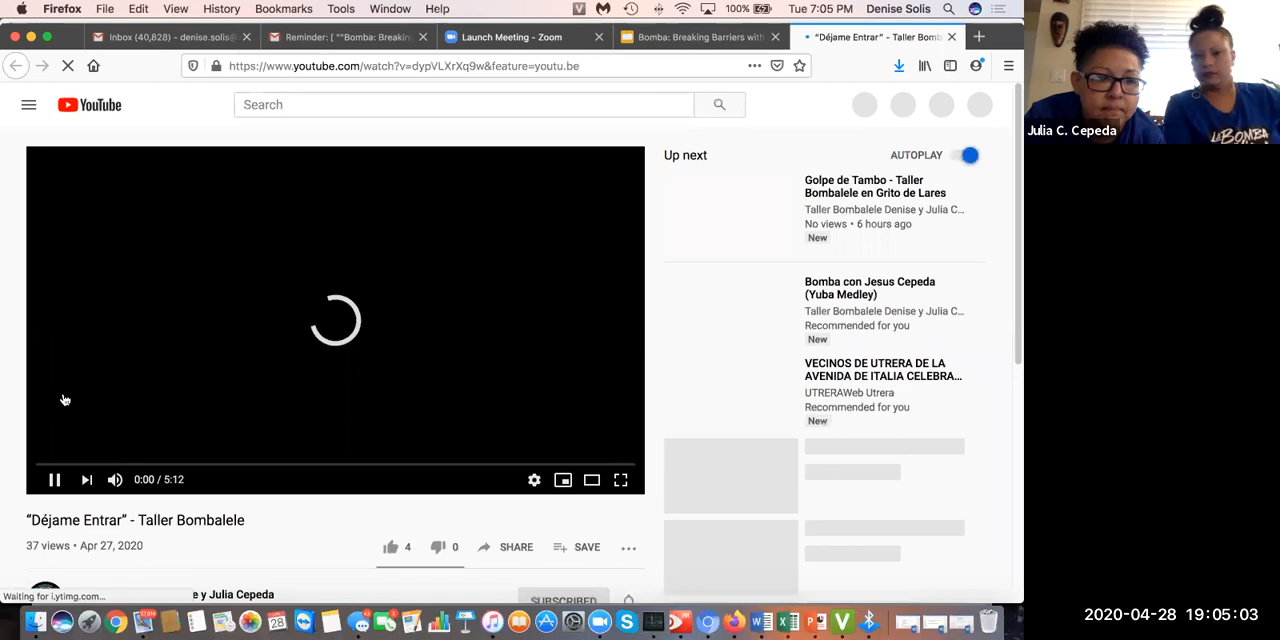 Firefox File Edit View History Bookmarks Tools Window Help 100% Tue 7:05 PM Denise Solis
Inbox (40,828) - denise.solis@ Reminder: [ "*Bomba: Breakin Launch Meeting - Zoom Bomba: Breaking Barriers with "Déjame Entrar" - Taller Bomb
https://www.youtube.com/watch?v=dypVLXrXq9w&feature=youtu.be
YouTube Search
Up next AUTOPLAY
Golpe de Tambo - Taller
Bombalele en Grito de Lares
Taller Bombalele Denise y Julia C...
No views • 6 hours ago
New
Bomba con Jesus Cepeda
(Yuba Medley)
Taller Bombalele Denise y Julia C...
Recommended for you
New
VECINOS DE UTRERA DE LA
AVENIDA DE ITALIA CELEBRA...
UTRERAWeb Utrera
Recommended for you
New
0:00 / 5:12
"Déjame Entrar" - Taller Bombalele
37 views • Apr 27, 2020
4 0 SHARE SAVE
e y Julia Cepeda
SUBSCRIBED
Waiting for i.ytimg.com...
Julia C. Cepeda
LA BOMBA
2020-04-28 19:05:03